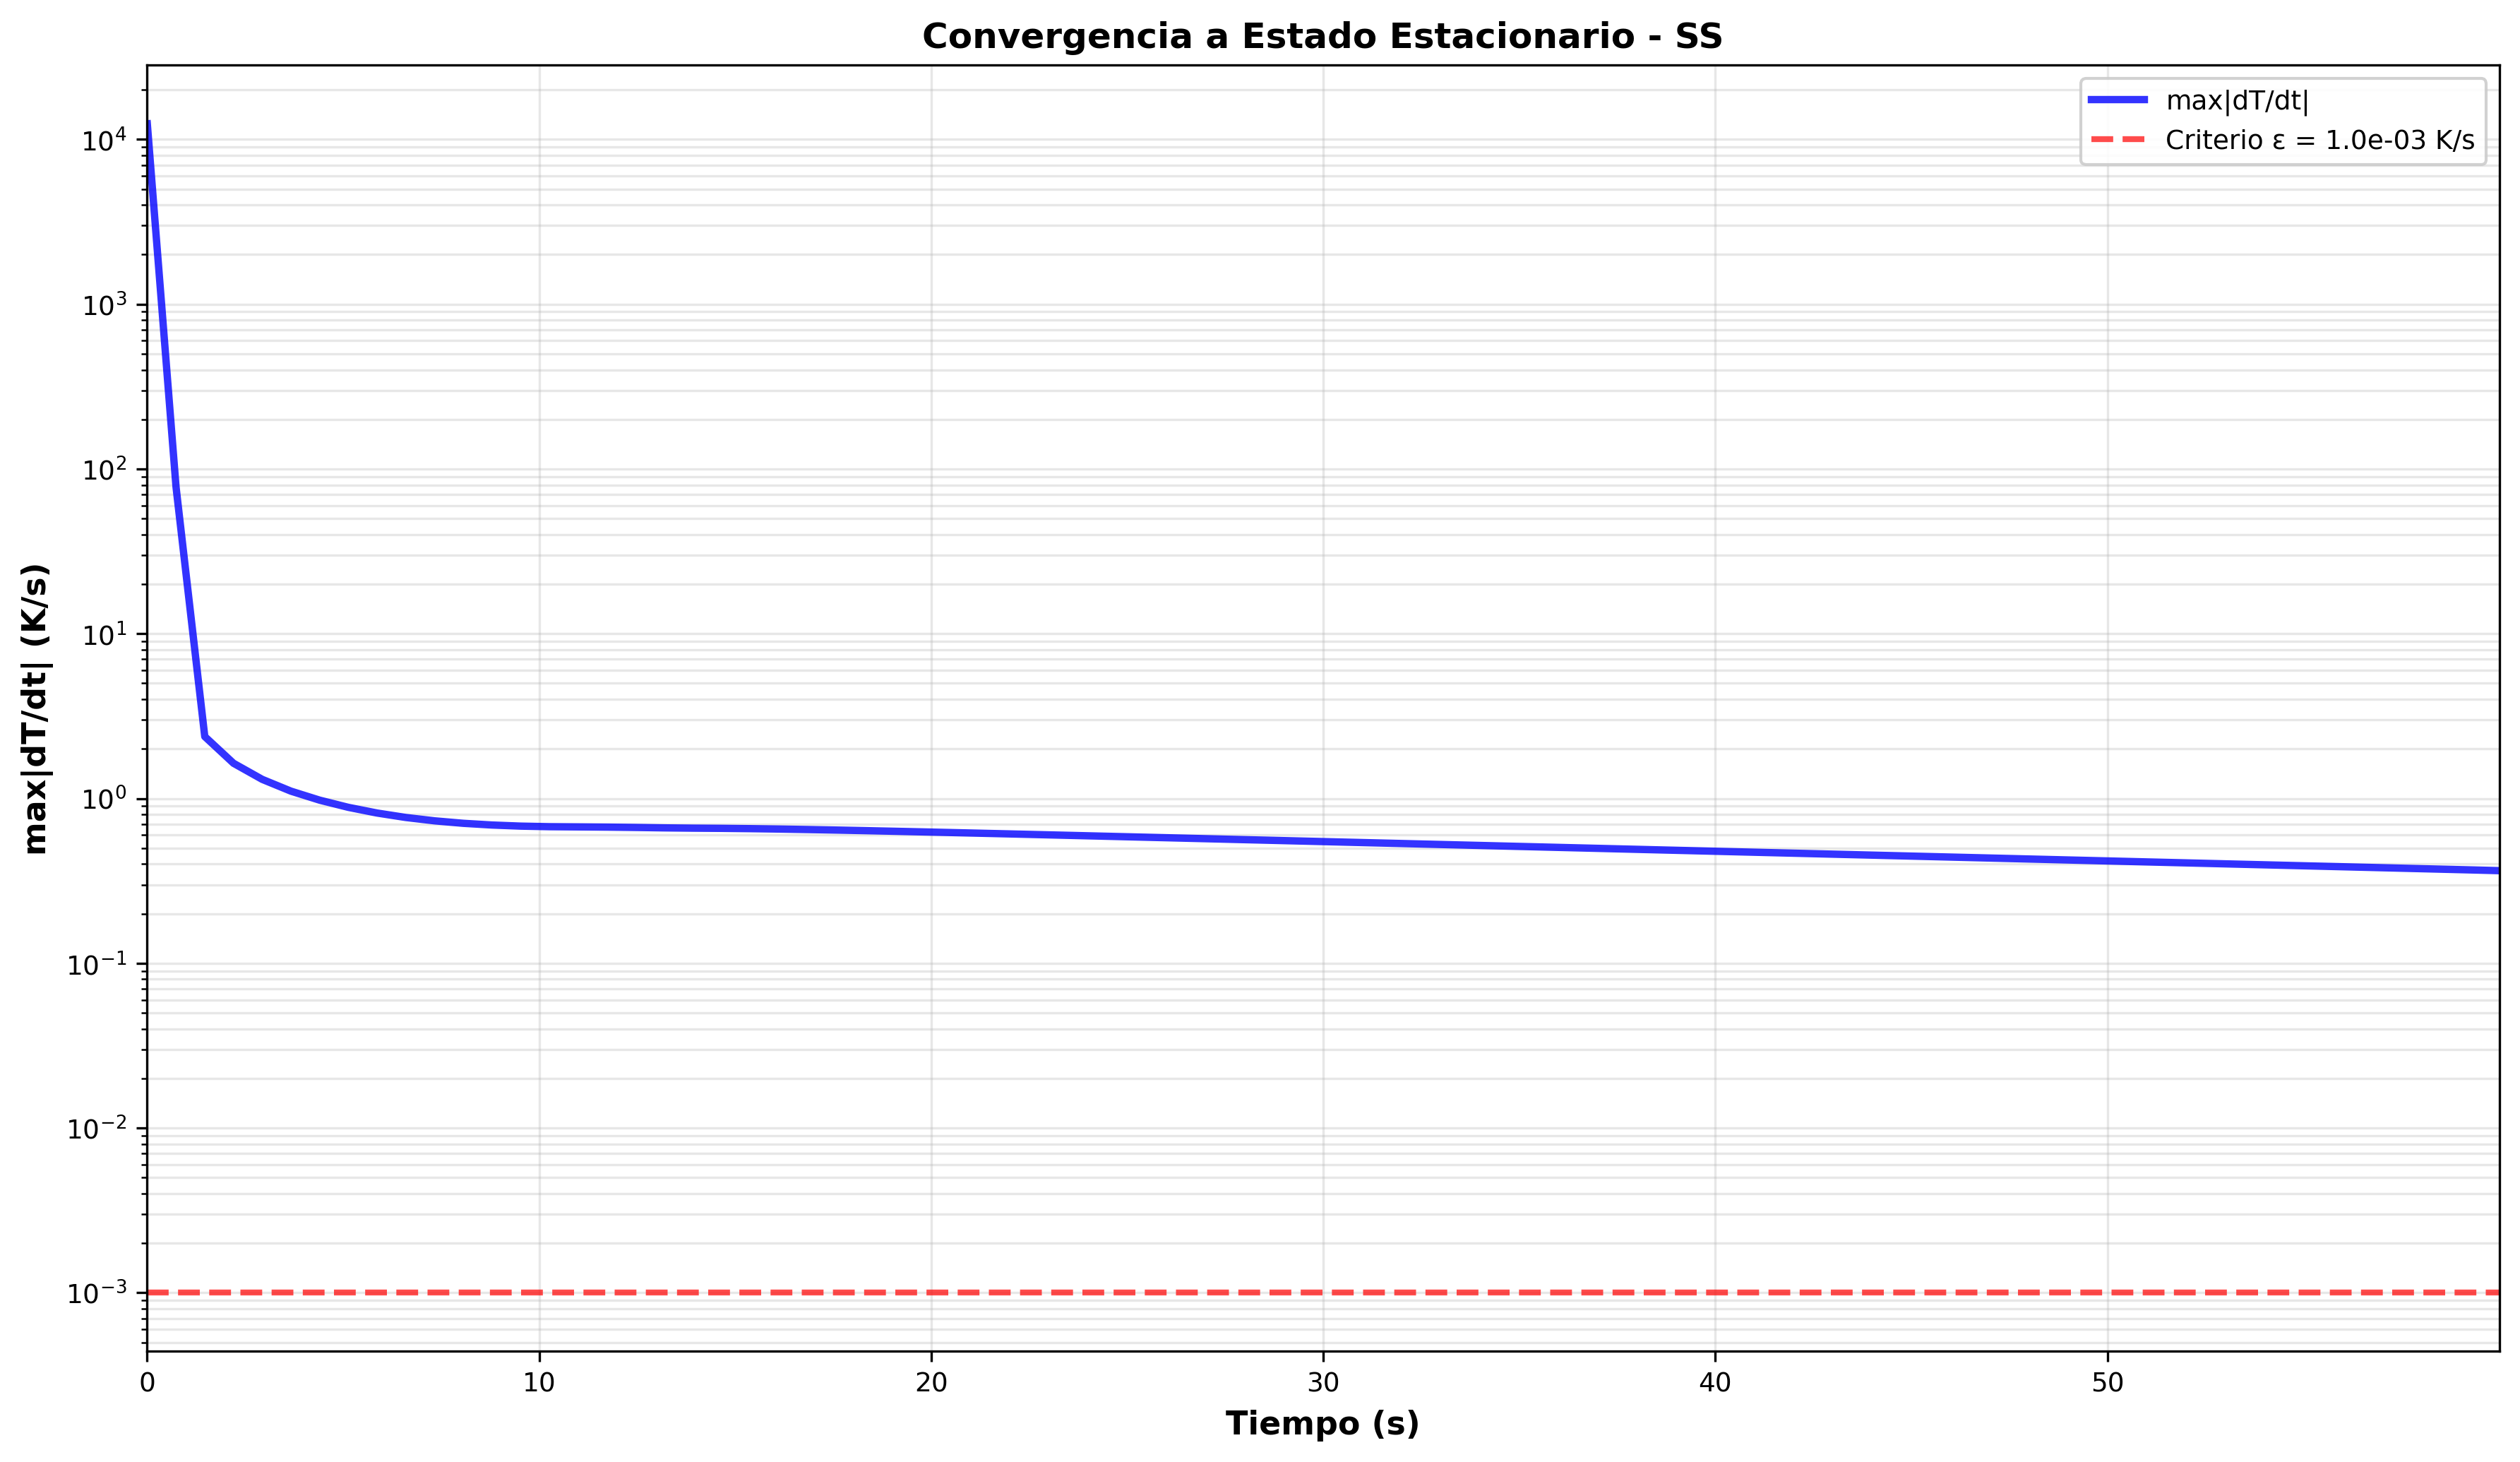 Convergencia a Estado Estacionario - SS
max|dT/dt|
Criterio ε = 1.0e-03 K/s
max|dT/dt| (K/s)
10⁴
10³
10²
10¹
10⁰
10⁻¹
10⁻²
10⁻³
0 10 20 30 40 50
Tiempo (s)